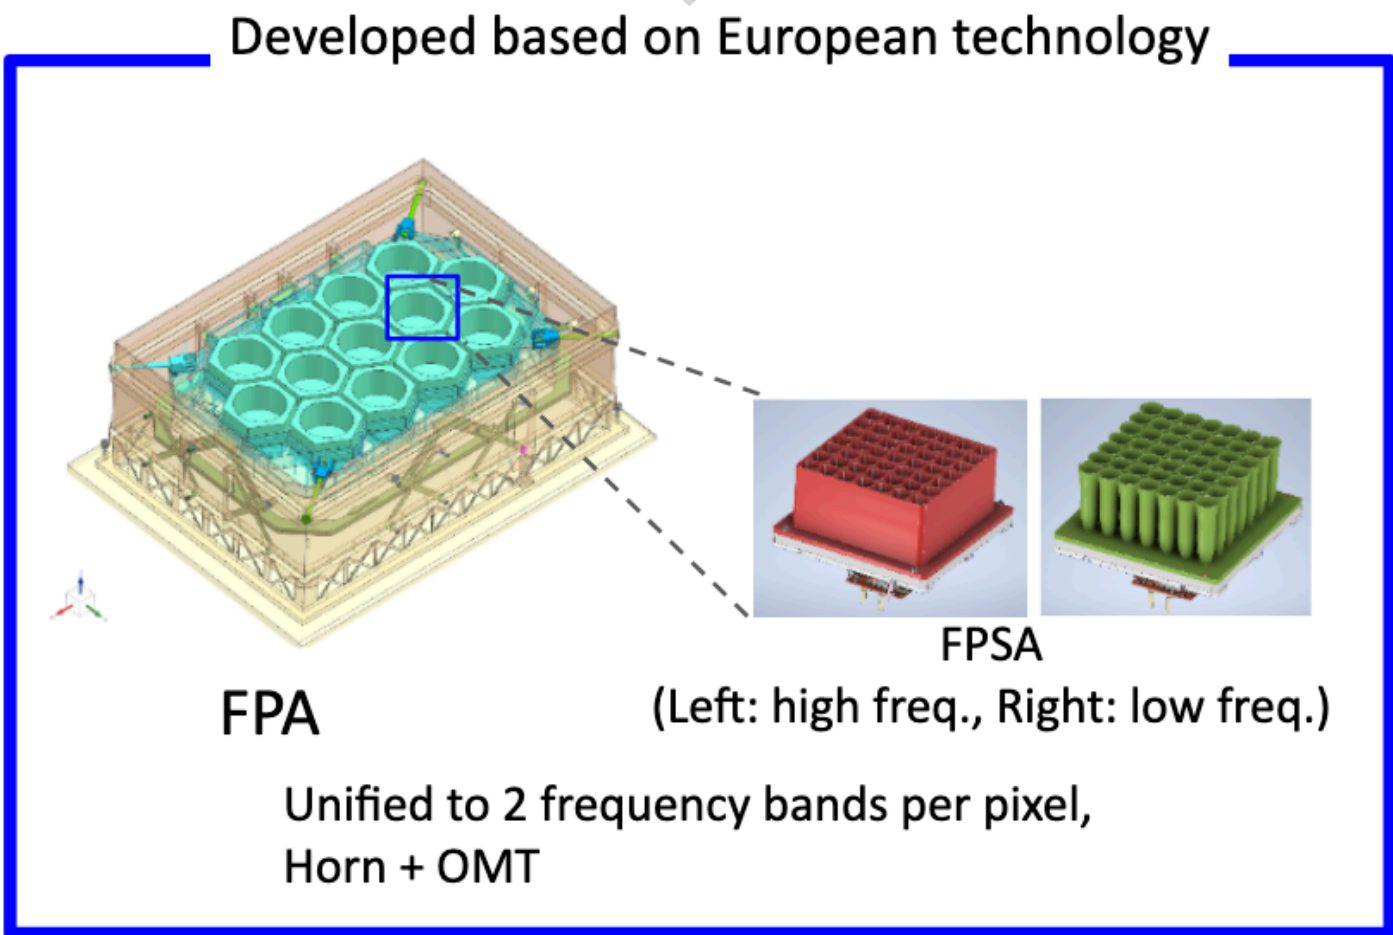 Developed based on European technology
FPSA
FPA
(Left: high freq., Right: low freq.)
Unified to 2 frequency bands per pixel,
Horn + OMT